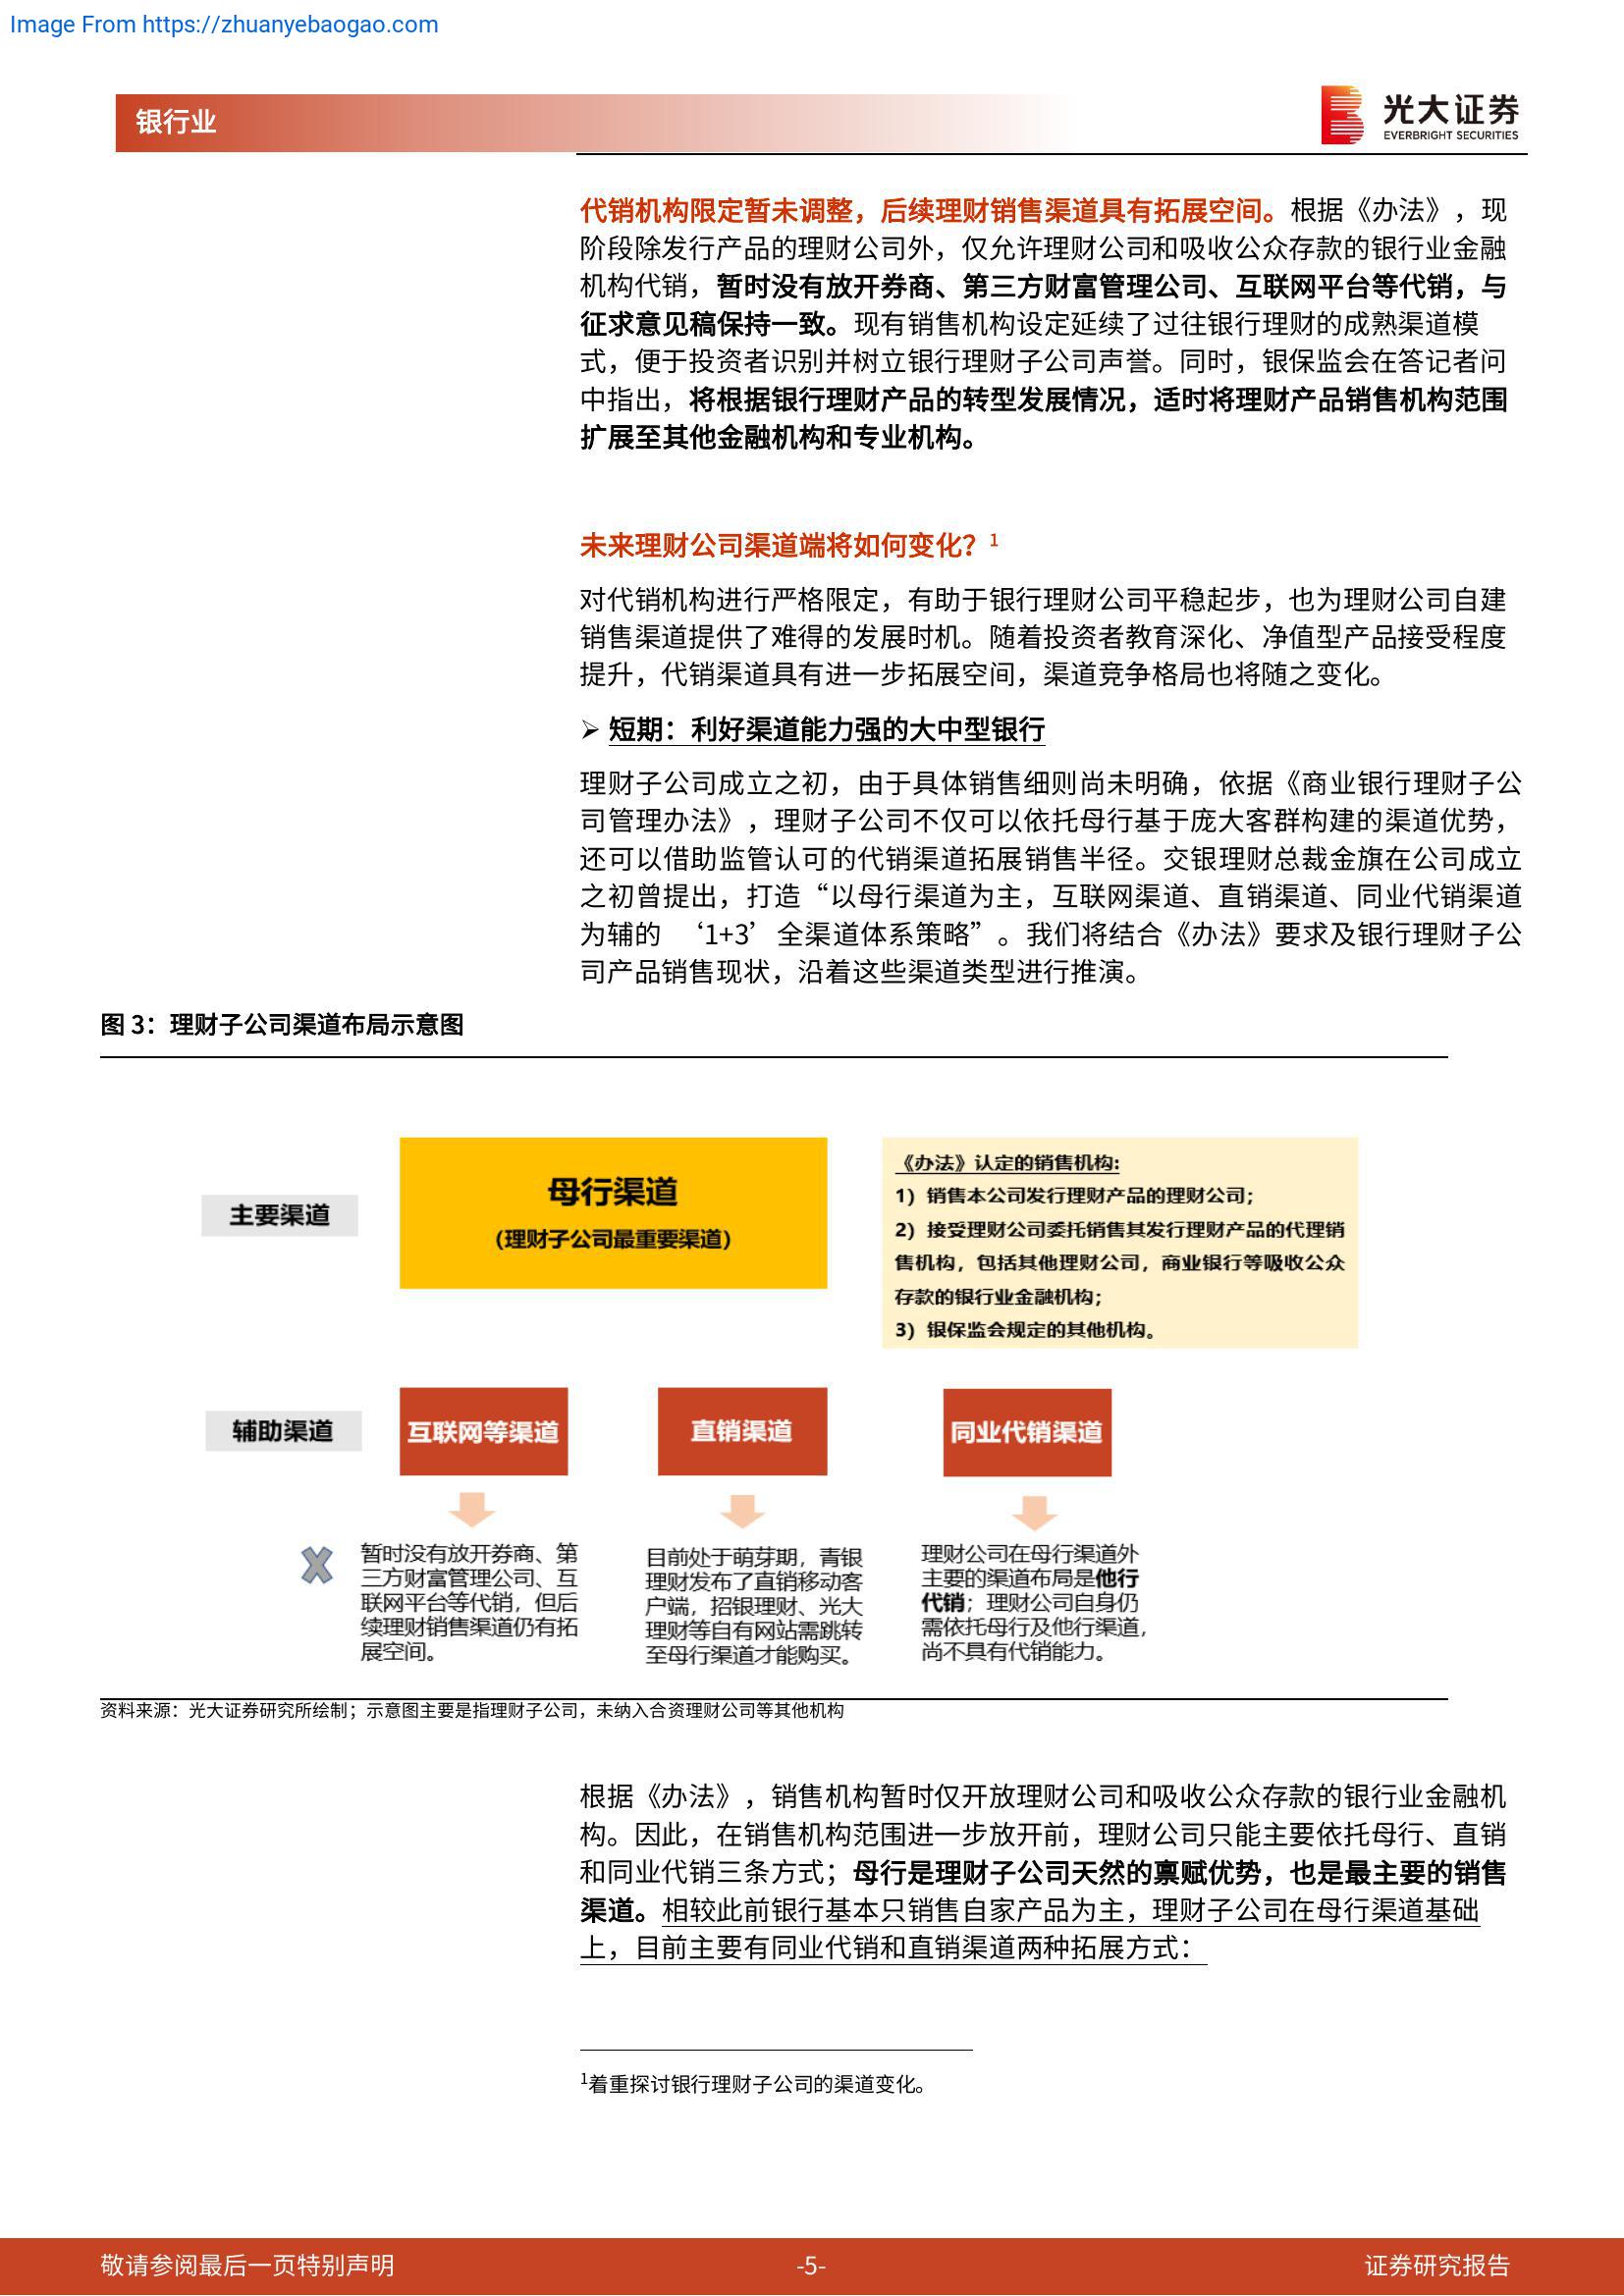 Image From https://zhuanyebaogao.com
银行业
光大证券
EVERBRIGHT SECURITIES
代销机构限定暂未调整，后续理财销售渠道具有拓展空间。根据《办法》，现
阶段除发行产品的理财公司外，仅允许理财公司和吸收公众存款的银行业金融
机构代销，暂时没有放开券商、第三方财富管理公司、互联网平台等代销，与
征求意见稿保持一致。现有销售机构设定延续了过往银行理财的成熟渠道模
式，便于投资者识别并树立银行理财子公司声誉。同时，银保监会在答记者问
中指出，将根据银行理财产品的转型发展情况，适时将理财产品销售机构范围
扩展至其他金融机构和专业机构。
未来理财公司渠道端将如何变化？1
对代销机构进行严格限定，有助于银行理财公司平稳起步，也为理财公司自建
销售渠道提供了难得的发展时机。随着投资者教育深化、净值型产品接受程度
提升，代销渠道具有进一步拓展空间，渠道竞争格局也将随之变化。
➢ 短期：利好渠道能力强的大中型银行
理财子公司成立之初，由于具体销售细则尚未明确，依据《商业银行理财子公
司管理办法》，理财子公司不仅可以依托母行基于庞大客群构建的渠道优势，
还可以借助监管认可的代销渠道拓展销售半径。交银理财总裁金旗在公司成立
之初曾提出，打造“以母行渠道为主，互联网渠道、直销渠道、同业代销渠道
为辅的 ‘1+3’全渠道体系策略”。我们将结合《办法》要求及银行理财子公
司产品销售现状，沿着这些渠道类型进行推演。
图 3：理财子公司渠道布局示意图
主要渠道
母行渠道
（理财子公司最重要渠道）
《办法》认定的销售机构:
1）销售本公司发行理财产品的理财公司；
2）接受理财公司委托销售其发行理财产品的代理销
售机构，包括其他理财公司，商业银行等吸收公众
存款的银行业金融机构；
3）银保监会规定的其他机构。
辅助渠道
互联网等渠道
直销渠道
同业代销渠道
暂时没有放开券商、第
三方财富管理公司、互
联网平台等代销，但后
续理财销售渠道仍有拓
展空间。
目前处于萌芽期，青银
理财发布了直销移动客
户端，招银理财、光大
理财等自有网站需跳转
至母行渠道才能购买。
理财公司在母行渠道外
主要的渠道布局是他行
代销；理财公司自身仍
需依托母行及他行渠道，
尚不具有代销能力。
资料来源：光大证券研究所绘制；示意图主要是指理财子公司，未纳入合资理财公司等其他机构
根据《办法》，销售机构暂时仅开放理财公司和吸收公众存款的银行业金融机
构。因此，在销售机构范围进一步放开前，理财公司只能主要依托母行、直销
和同业代销三条方式；母行是理财子公司天然的禀赋优势，也是最主要的销售
渠道。相较此前银行基本只销售自家产品为主，理财子公司在母行渠道基础
上，目前主要有同业代销和直销渠道两种拓展方式：
1着重探讨银行理财子公司的渠道变化。
敬请参阅最后一页特别声明
-5-
证券研究报告